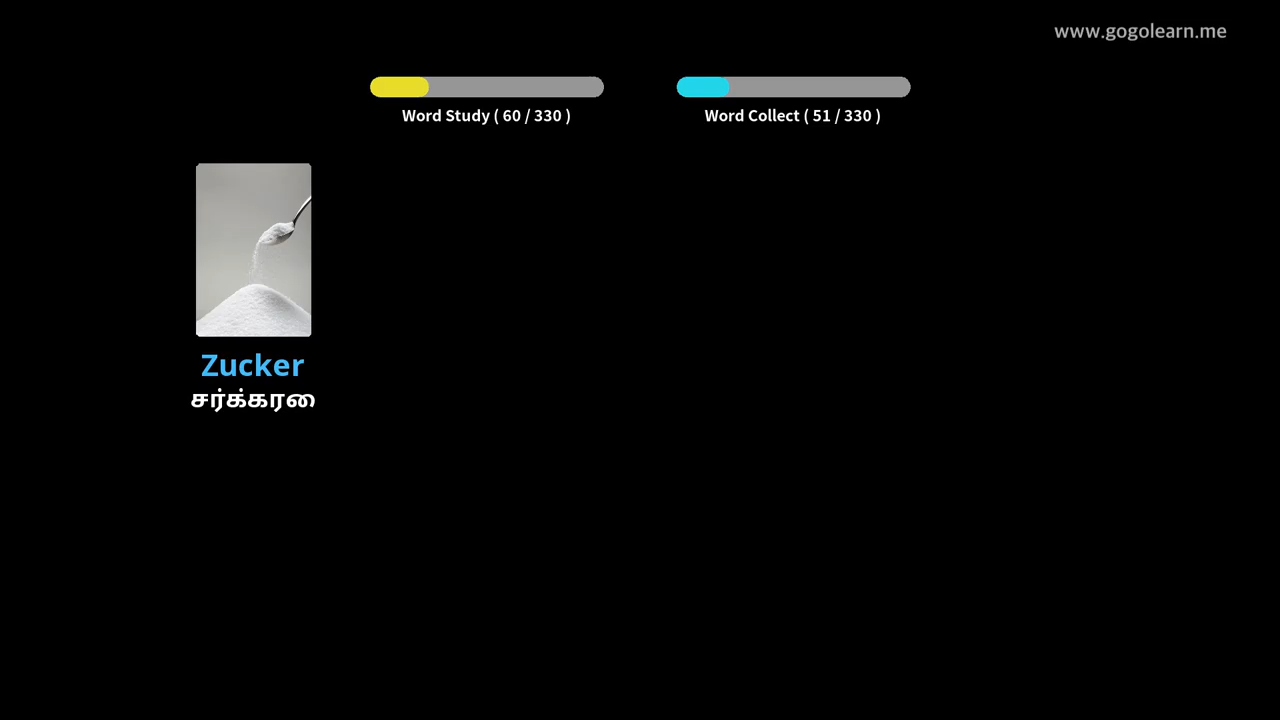 www.gogolearn.me
Word Study ( 60 / 330 )
Word Collect ( 51 / 330 )
Zucker
சர்க்கரை